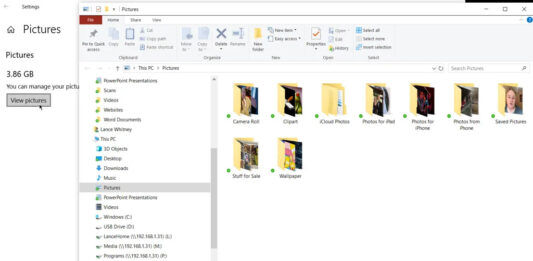 Settings
Pictures
Pictures
3.86 GB
You can manage your pictu
View pictures
Pictures
File Home Share View
Pin to Quick access
Copy
Paste
Cut
Copy path
Paste shortcut
Clipboard
Move to
Copy to
Delete
Rename
Organize
New folder
New item
Easy access
New
Properties
Open
Edit
History
Open
Select all
Select none
Invert selection
Select
This PC > Pictures
Search Pictures
PowerPoint Presentations
Scans
Videos
Websites
Word Documents
Lance Whitney
This PC
3D Objects
Desktop
Downloads
Music
Pictures
PowerPoint Presentations
Videos
Windows (C:)
USB Drive (D:)
LanceHome (\\192.168.1.31) (L:)
Media (\\192.168.1.31) (M:)
Programs (\\192.168.1.31) (P:)
Camera Roll
Clipart
iCloud Photos
Photos for iPad
Photos for iPhone
Photos from Phone
Saved Pictures
Stuff for Sale
Wallpaper